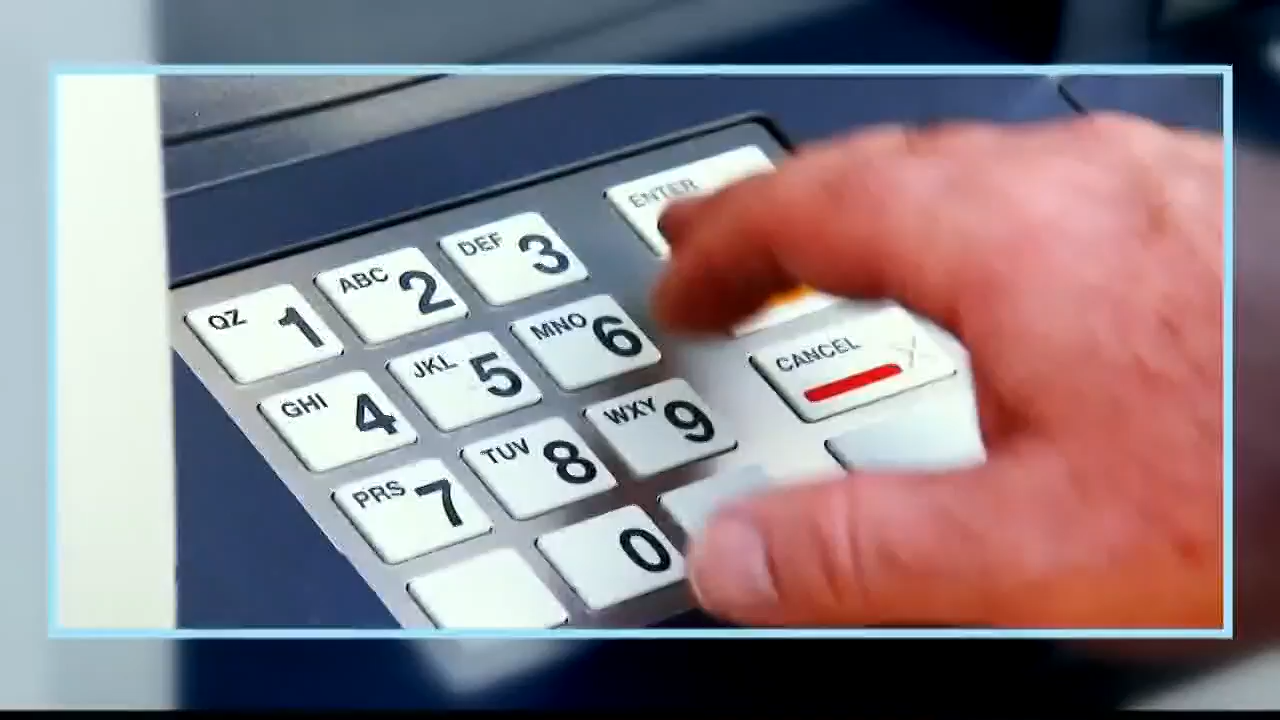 ENTER
DEF 3
ABC 2
QZ 1
MNO 6
JKL 5
GHI 4
CANCEL X
WXY 9
TUV 8
PRS 7
0